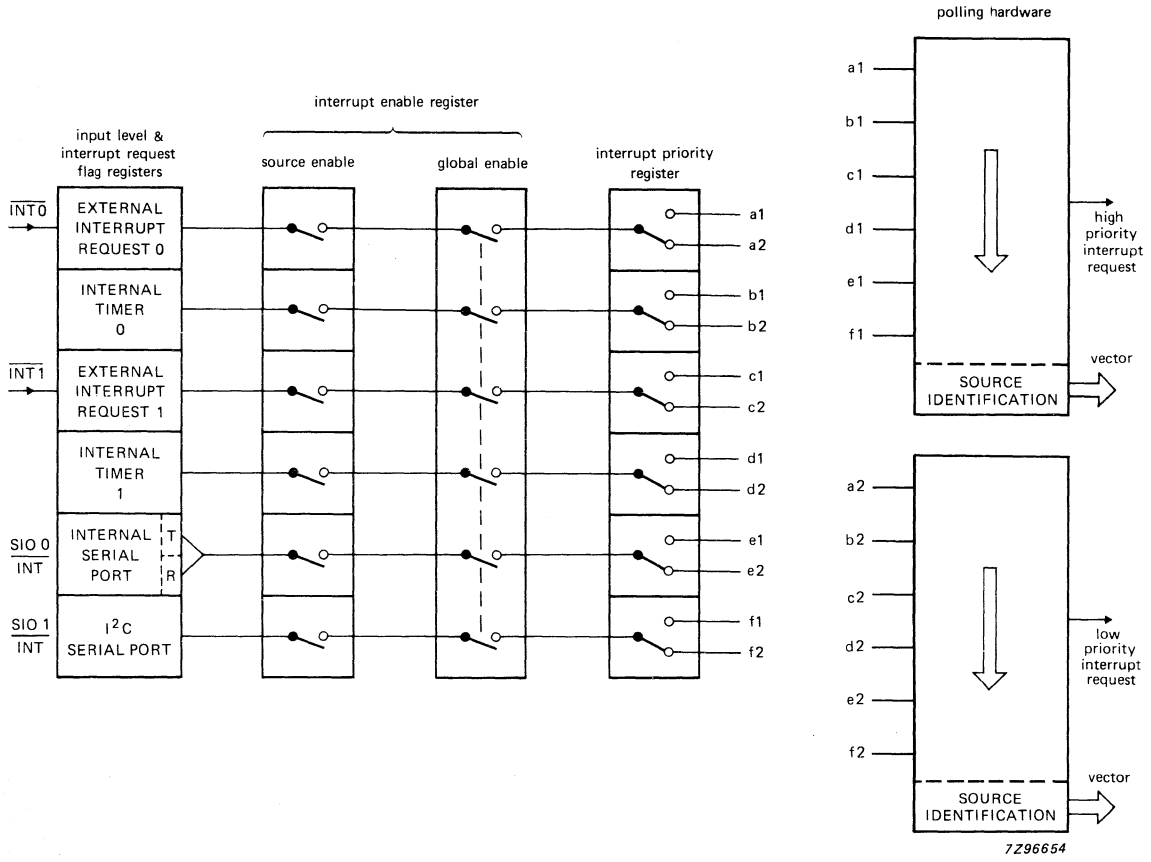 polling hardware
interrupt enable register
input level &
interrupt request
flag registers
source enable
global enable
interrupt priority
register
INT0
EXTERNAL
INTERRUPT
REQUEST 0
a1
a2
INTERNAL
TIMER
0
b1
b2
INT1
EXTERNAL
INTERRUPT
REQUEST 1
c1
c2
INTERNAL
TIMER
1
d1
d2
SIO 0
INT
INTERNAL
SERIAL
PORT
T
R
e1
e2
SIO 1
INT
I²C
SERIAL PORT
f1
f2
a1
b1
c1
d1
e1
f1
high
priority
interrupt
request
vector
SOURCE
IDENTIFICATION
a2
b2
c2
d2
e2
f2
low
priority
interrupt
request
vector
SOURCE
IDENTIFICATION
7Z96654